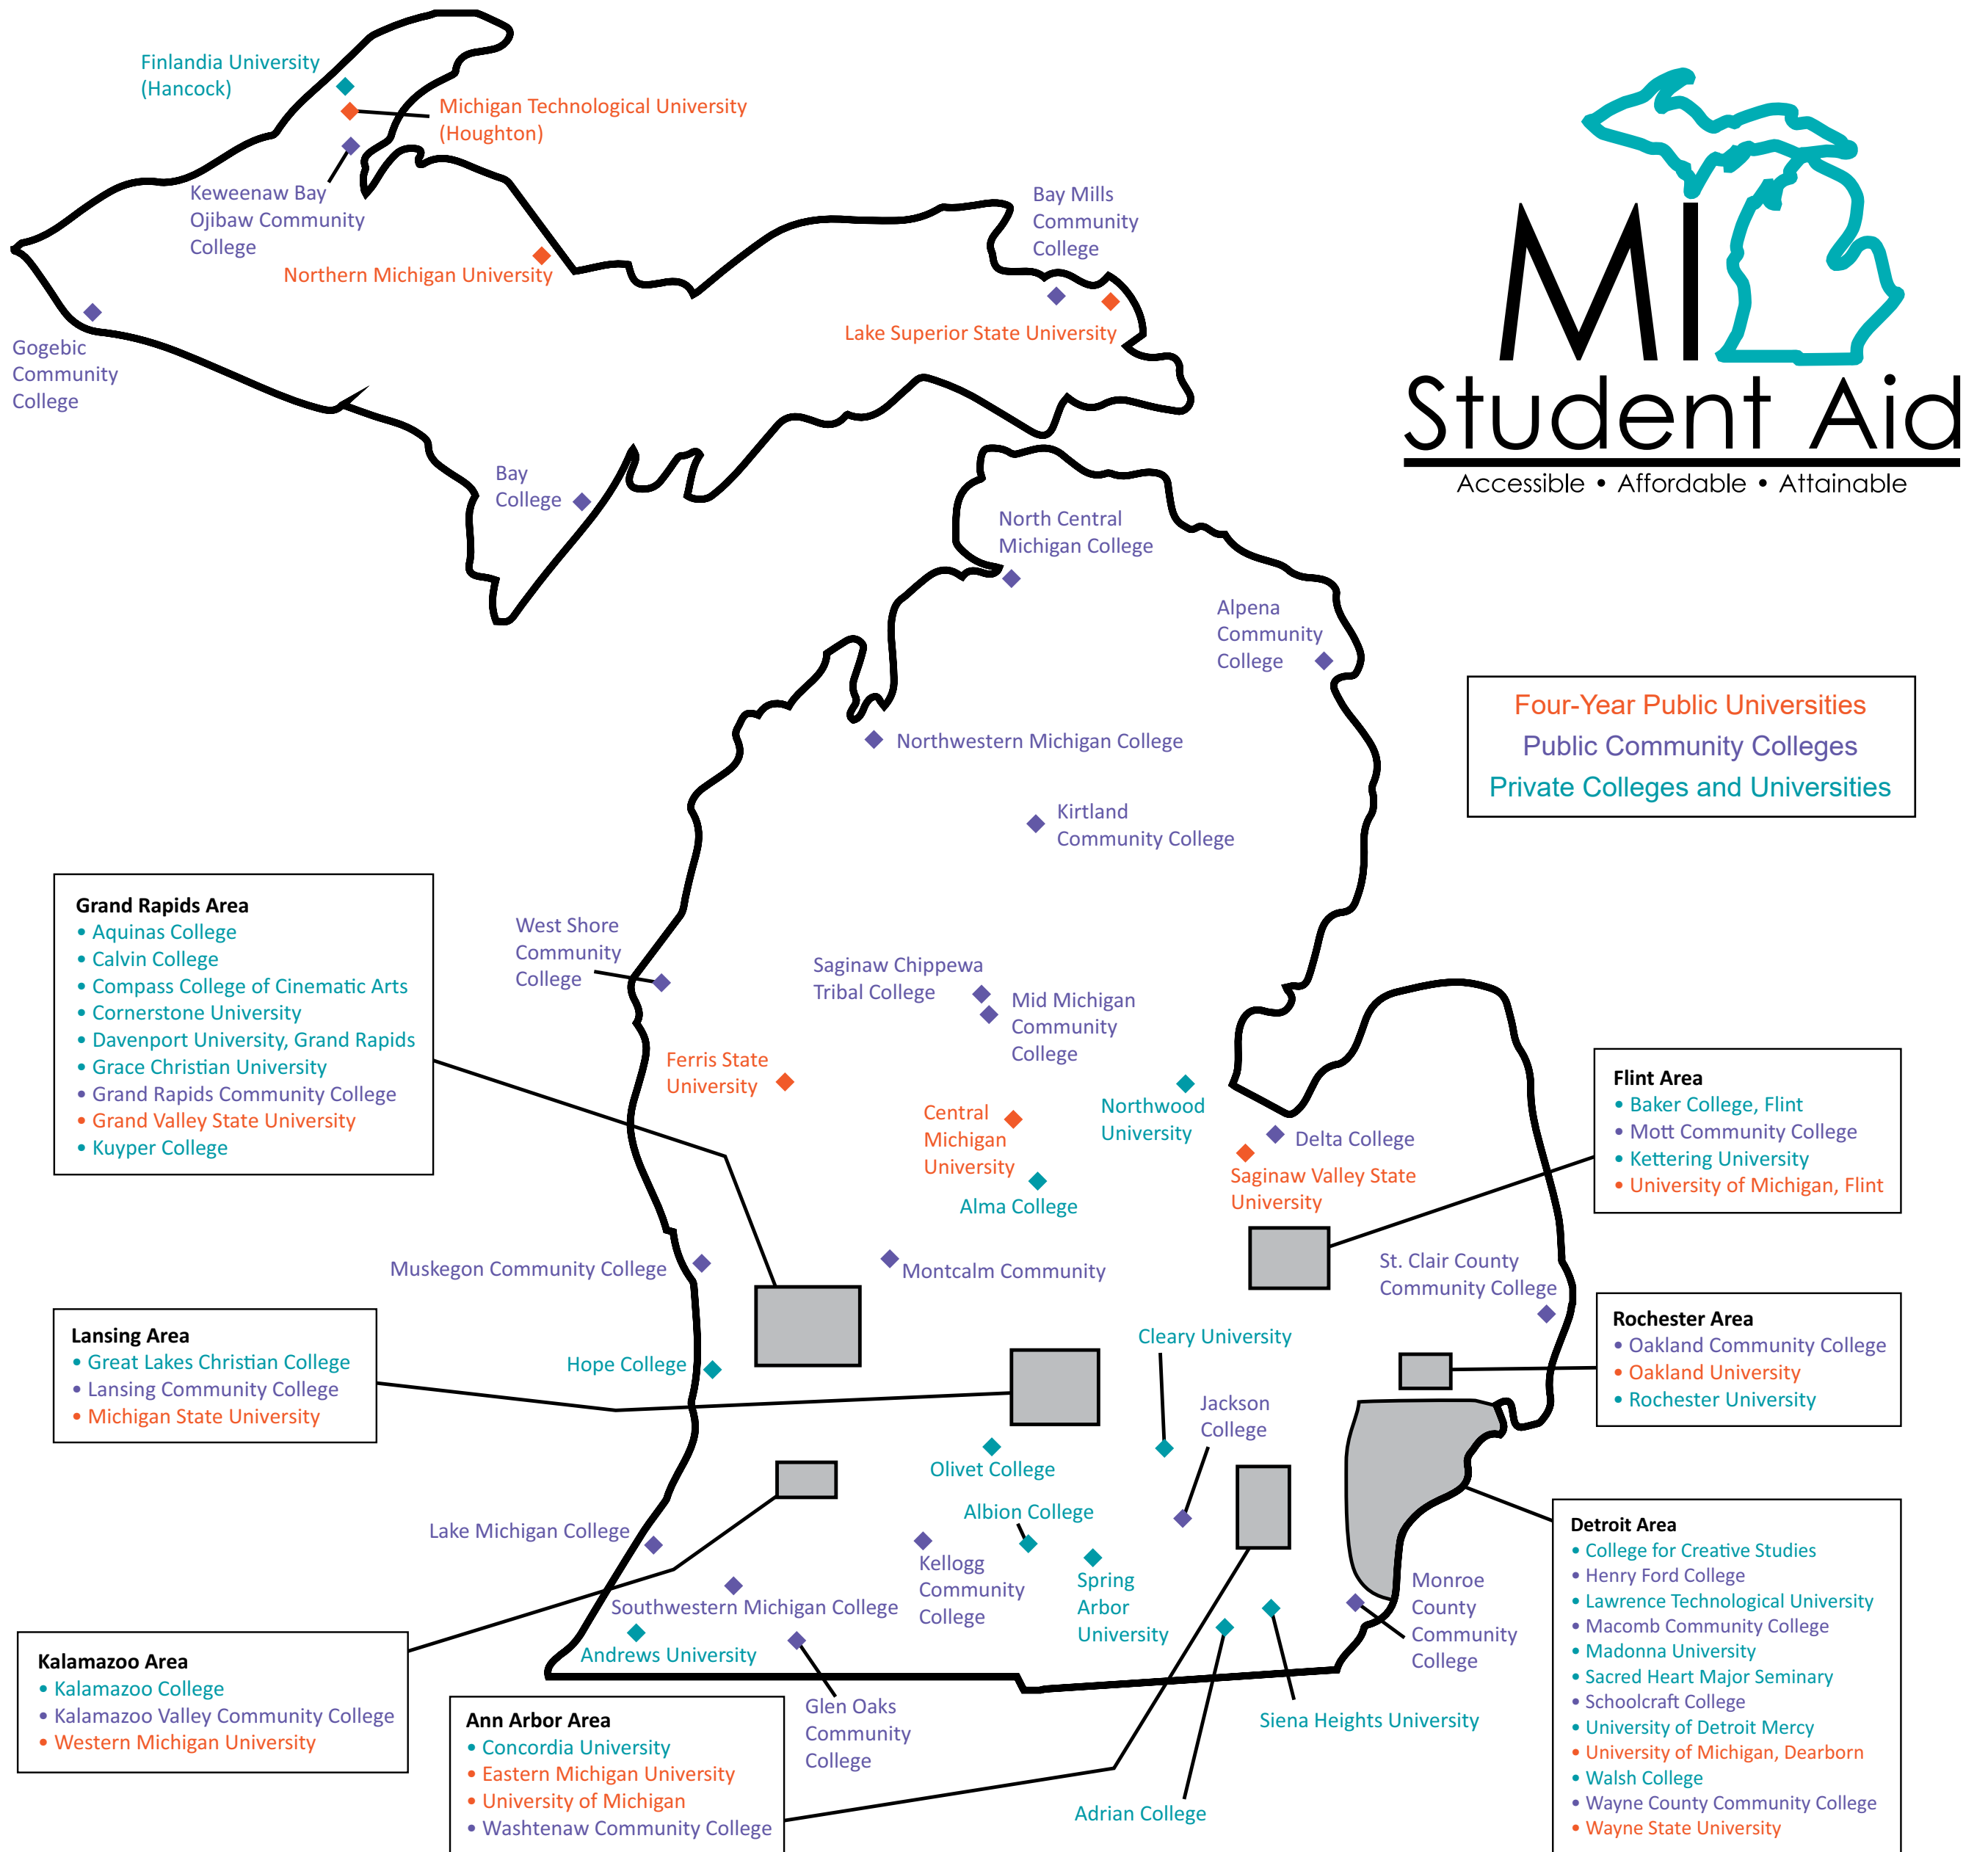 Finlandia University
(Hancock)
Michigan Technological University
(Houghton)
Keweenaw Bay
Ojibaw Community
College
Northern Michigan University
Bay Mills
Community
College
Lake Superior State University
Gogebic
Community
College
Bay
College
MI
Student Aid
Accessible • Affordable • Attainable
North Central
Michigan College
Alpena
Community
College
Four-Year Public Universities
Public Community Colleges
Private Colleges and Universities
Northwestern Michigan College
Kirtland
Community College
Grand Rapids Area
• Aquinas College
• Calvin College
• Compass College of Cinematic Arts
• Cornerstone University
• Davenport University, Grand Rapids
• Grace Christian University
• Grand Rapids Community College
• Grand Valley State University
• Kuyper College
West Shore
Community
College
Saginaw Chippewa
Tribal College
Mid Michigan
Community
College
Ferris State
University
Central
Michigan
University
Northwood
University
Delta College
Saginaw Valley State
University
Alma College
Flint Area
• Baker College, Flint
• Mott Community College
• Kettering University
• University of Michigan, Flint
Muskegon Community College
Montcalm Community
St. Clair County
Community College
Lansing Area
• Great Lakes Christian College
• Lansing Community College
• Michigan State University
Hope College
Cleary University
Rochester Area
• Oakland Community College
• Oakland University
• Rochester University
Jackson
College
Olivet College
Albion College
Lake Michigan College
Kellogg
Community
College
Spring
Arbor
University
Southwestern Michigan College
Andrews University
Monroe
County
Community
College
Detroit Area
• College for Creative Studies
• Henry Ford College
• Lawrence Technological University
• Macomb Community College
• Madonna University
• Sacred Heart Major Seminary
• Schoolcraft College
• University of Detroit Mercy
• University of Michigan, Dearborn
• Walsh College
• Wayne County Community College
• Wayne State University
Kalamazoo Area
• Kalamazoo College
• Kalamazoo Valley Community College
• Western Michigan University
Ann Arbor Area
• Concordia University
• Eastern Michigan University
• University of Michigan
• Washtenaw Community College
Glen Oaks
Community
College
Siena Heights University
Adrian College